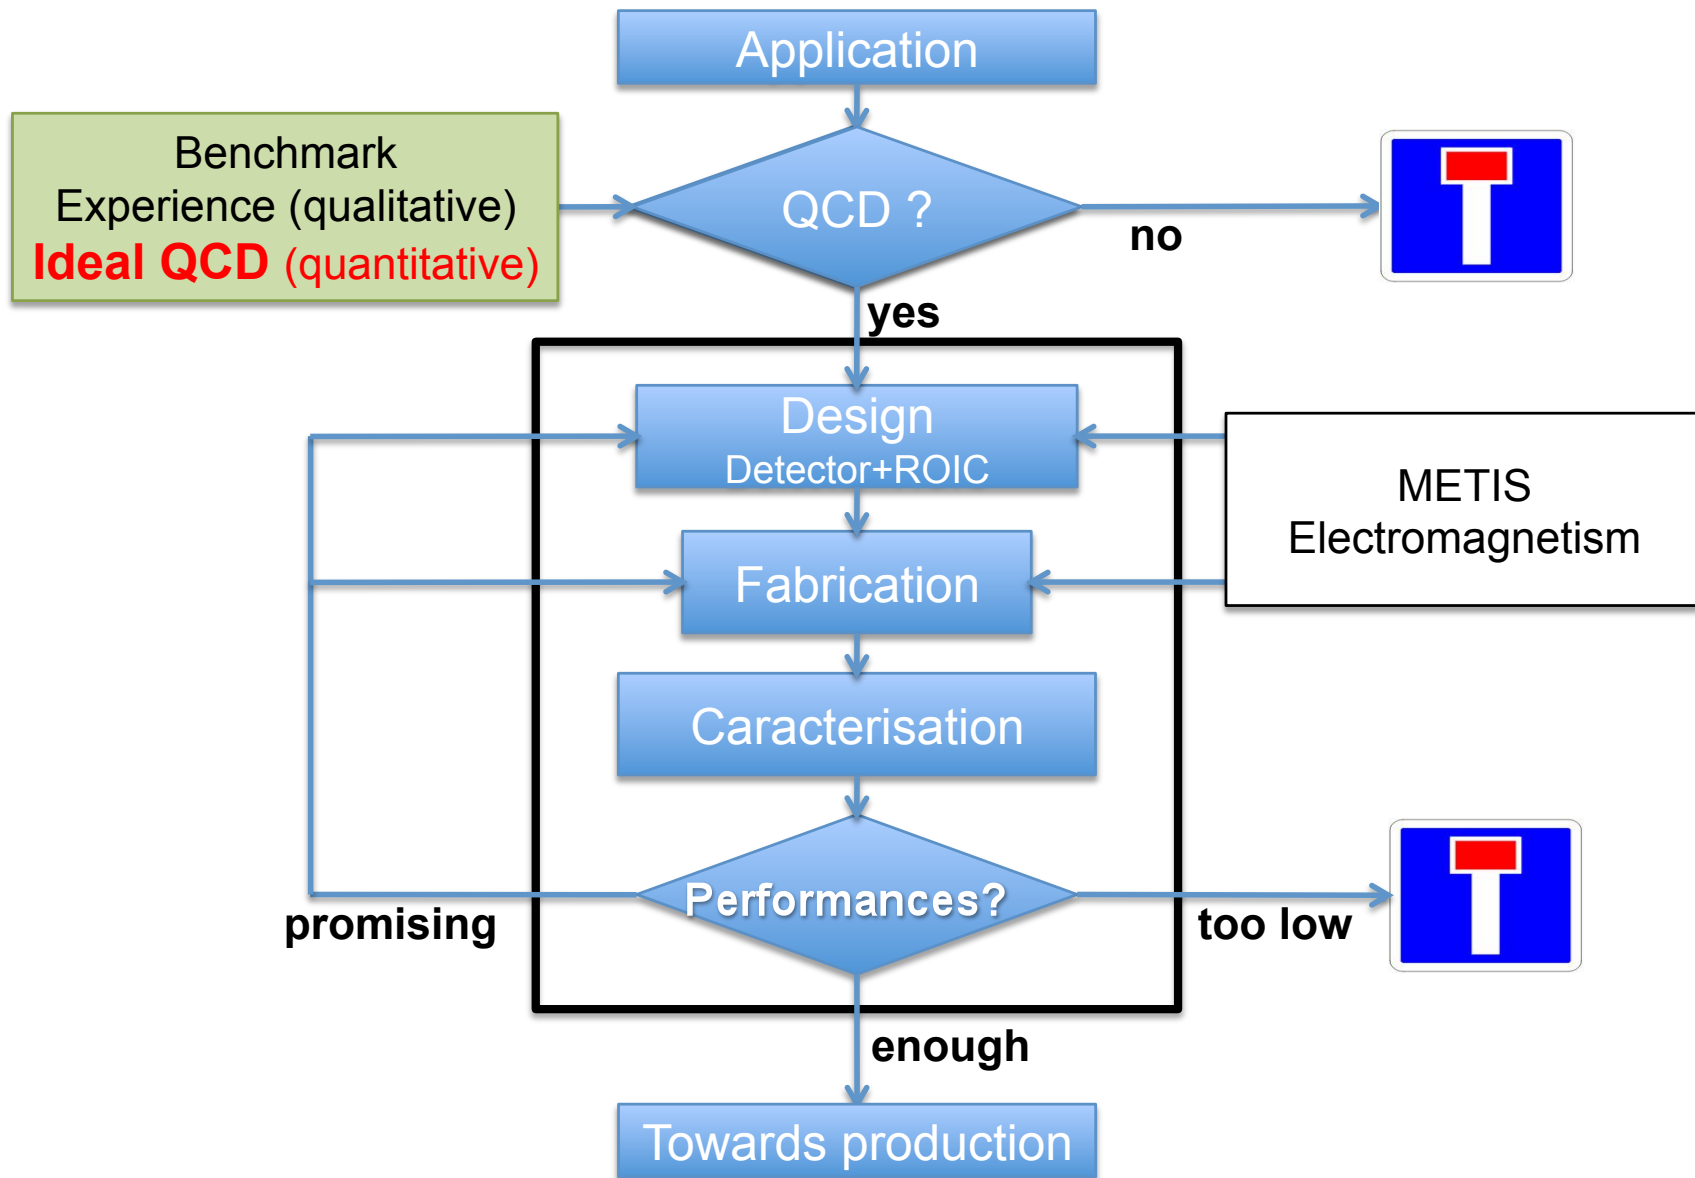 Application
Benchmark
Experience (qualitative)
Ideal QCD (quantitative)
QCD ?
no
yes
Design
Detector+ROIC
METIS
Electromagnetism
Fabrication
Caracterisation
Performances?
promising
too low
enough
Towards production